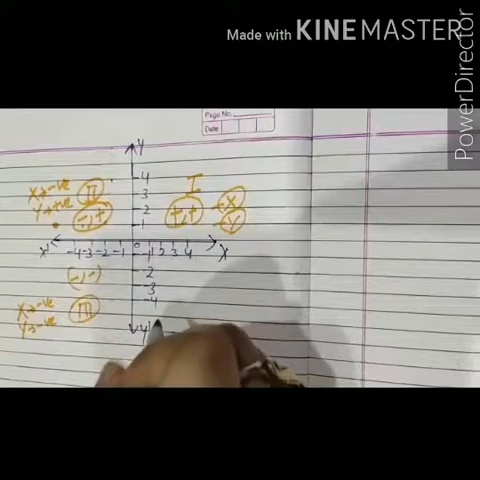 Made with KINEMASTER
PowerDirector
Page No.
Date
Y
4
3
2
1
X' -4 -3 -2 -1 0 1 2 3 4 X
-1
-2
-3
-4
Y'
I
+,+
X
Y
X→-ve
Y→+ve
II
-,+
(-,-)
X→-ve
Y→-ve
III